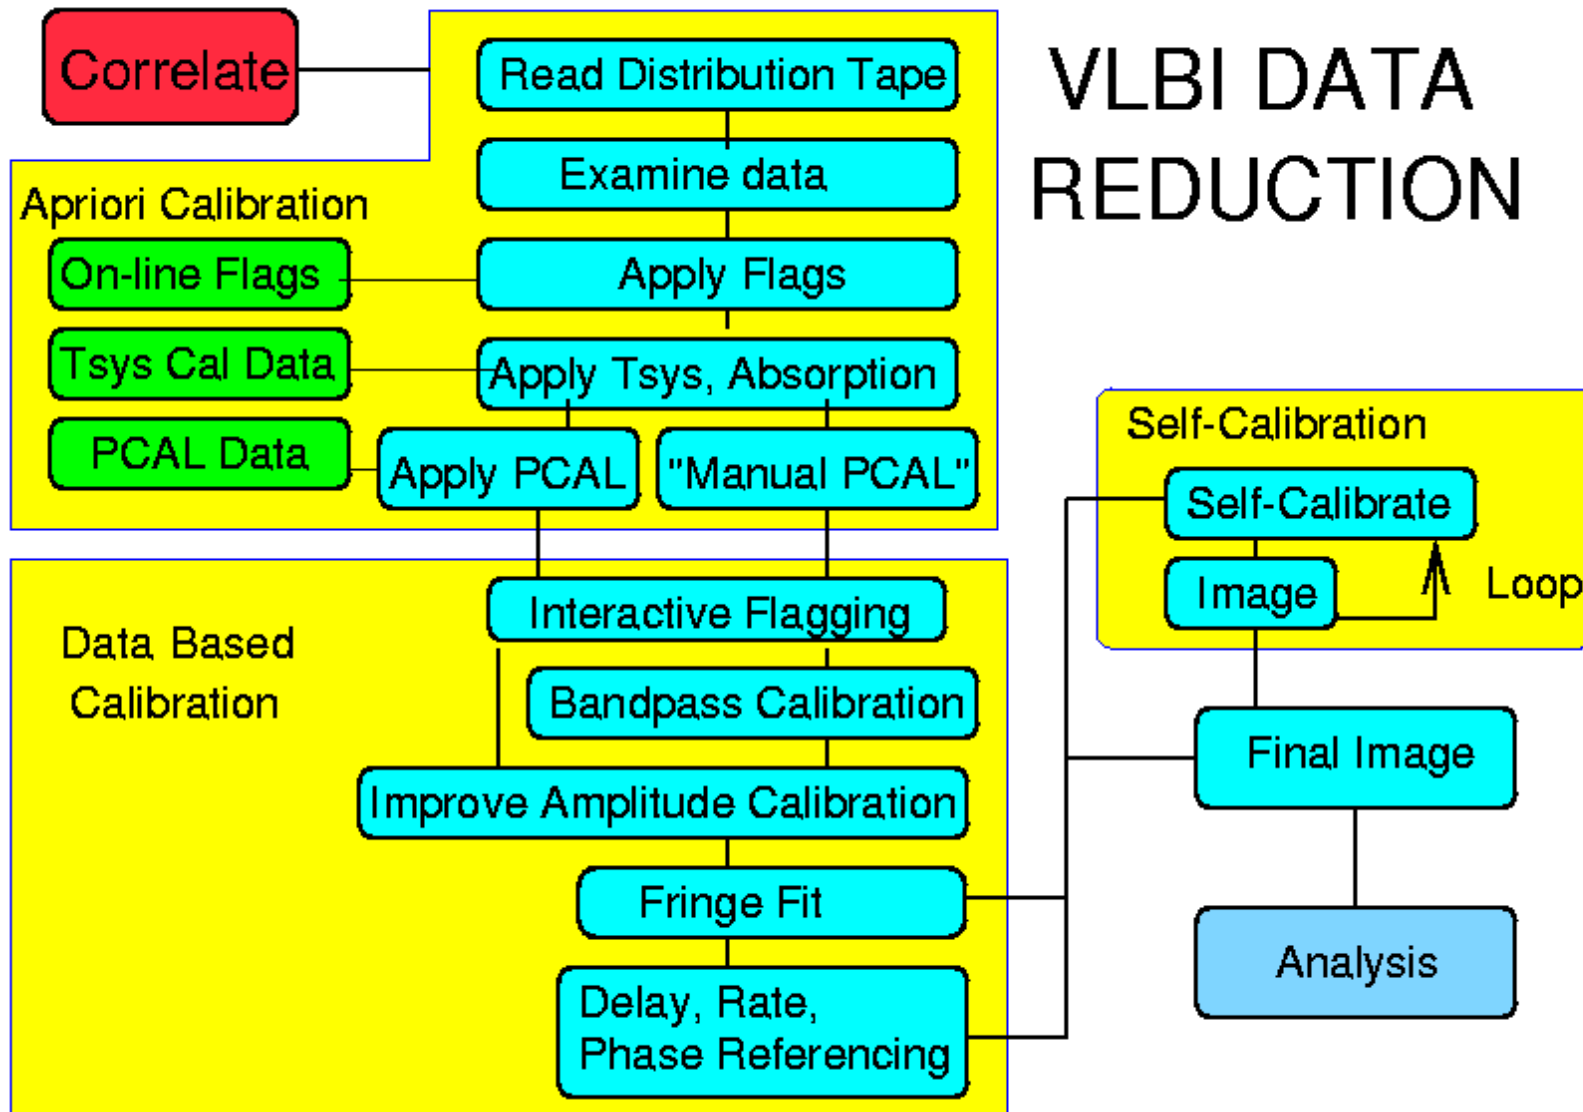 Correlate
Read Distribution Tape
VLBI DATA
REDUCTION
Examine data
Apriori Calibration
On-line Flags
Apply Flags
Tsys Cal Data
Apply Tsys, Absorption
PCAL Data
Apply PCAL
"Manual PCAL"
Self-Calibration
Self-Calibrate
Image
Loop
Data Based
Calibration
Interactive Flagging
Bandpass Calibration
Improve Amplitude Calibration
Fringe Fit
Delay, Rate,
Phase Referencing
Final Image
Analysis